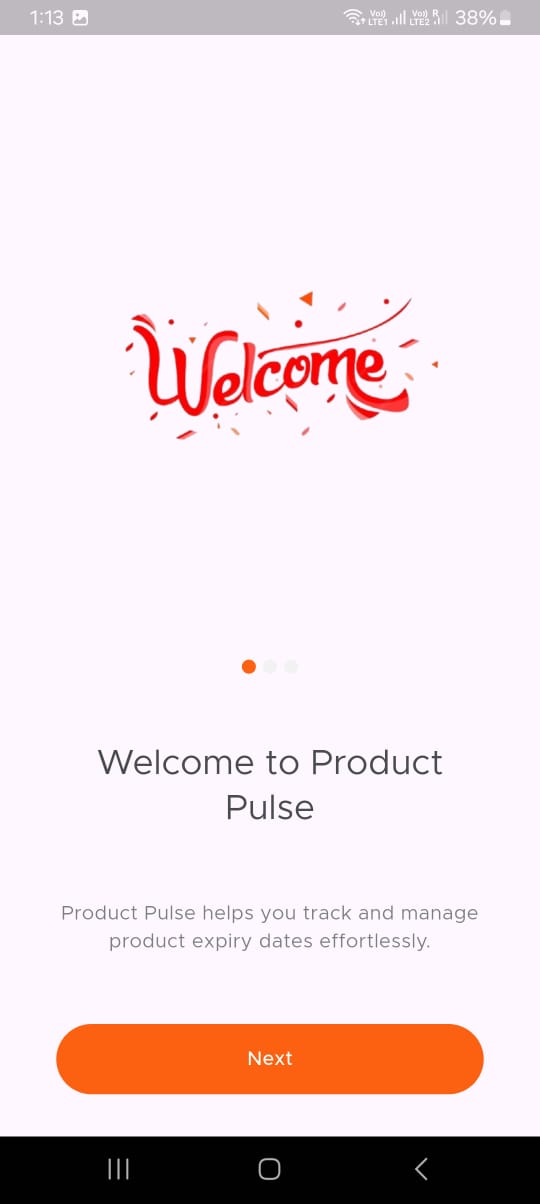 1:13 Vo)) LTE1 Vo)) R LTE2 38%
Welcome
Welcome to Product
Pulse
Product Pulse helps you track and manage
product expiry dates effortlessly.
Next